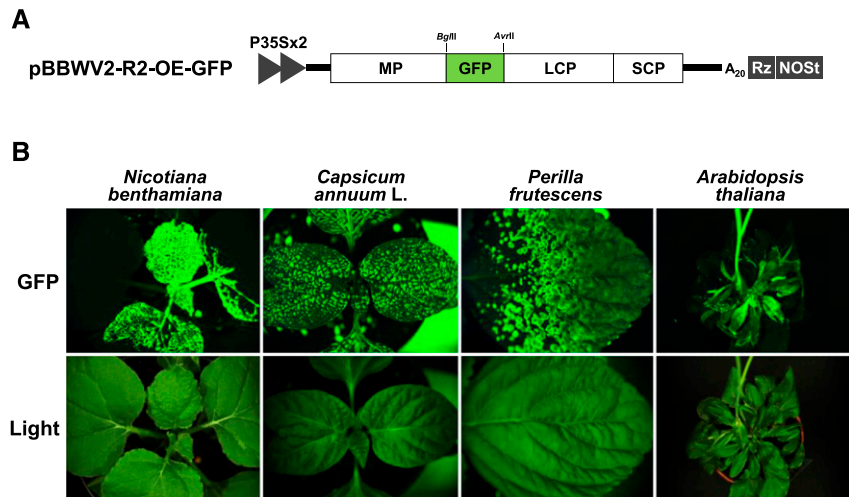 A
P35Sx2
BglII
AvrII
pBBWV2-R2-OE-GFP
MP
GFP
LCP
SCP
A20
Rz
NOSt
B
Nicotiana benthamiana
Capsicum annuum L.
Perilla frutescens
Arabidopsis thaliana
GFP
Light